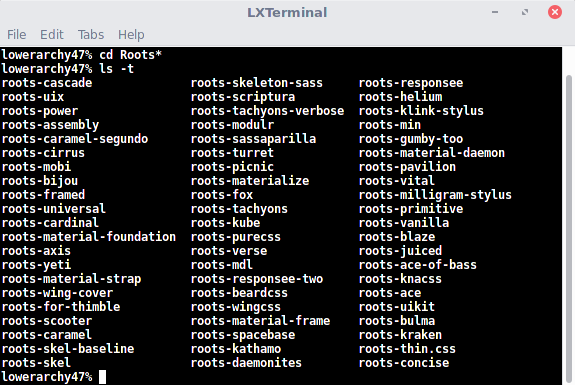 LXTerminal
File Edit Tabs Help
lowerarchy47% cd Roots*
lowerarchy47% ls -t
roots-cascade roots-skeleton-sass roots-responsee
roots-uix roots-scriptura roots-helium
roots-power roots-tachyons-verbose roots-klink-stylus
roots-assembly roots-modulr roots-min
roots-caramel-segundo roots-sassaparilla roots-gumby-too
roots-cirrus roots-turret roots-material-daemon
roots-mobi roots-picnic roots-pavilion
roots-bijou roots-materialize roots-vital
roots-framed roots-fox roots-milligram-stylus
roots-universal roots-tachyons roots-primitive
roots-cardinal roots-kube roots-vanilla
roots-material-foundation roots-purecss roots-blaze
roots-axis roots-verse roots-juiced
roots-yeti roots-mdl roots-ace-of-bass
roots-material-strap roots-responsee-two roots-knacss
roots-wing-cover roots-beardcss roots-ace
roots-for-thimble roots-wingcss roots-uikit
roots-scooter roots-material-frame roots-bulma
roots-caramel roots-spacebase roots-kraken
roots-skel-baseline roots-kathamo roots-thin.css
roots-skel roots-daemonites roots-concise
lowerarchy47%